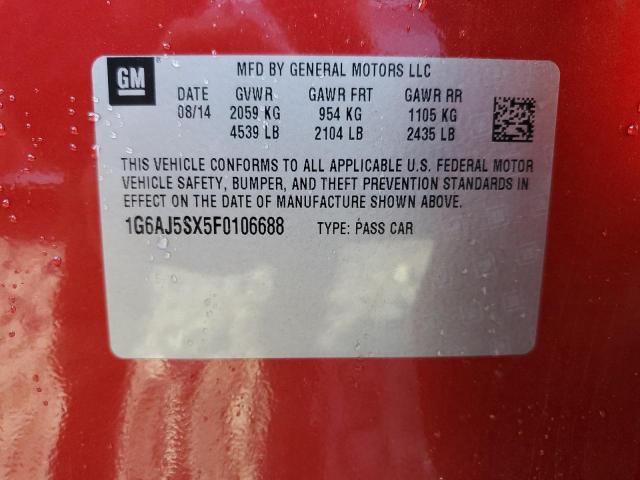 GM
MFD BY GENERAL MOTORS LLC
DATE GVWR GAWR FRT GAWR RR
08/14 2059 KG 954 KG 1105 KG
4539 LB 2104 LB 2435 LB
THIS VEHICLE CONFORMS TO ALL APPLICABLE U.S. FEDERAL MOTOR
VEHICLE SAFETY, BUMPER, AND THEFT PREVENTION STANDARDS IN
EFFECT ON THE DATE OF MANUFACTURE SHOWN ABOVE.
1G6AJ5SX5F0106688 TYPE: PASS CAR